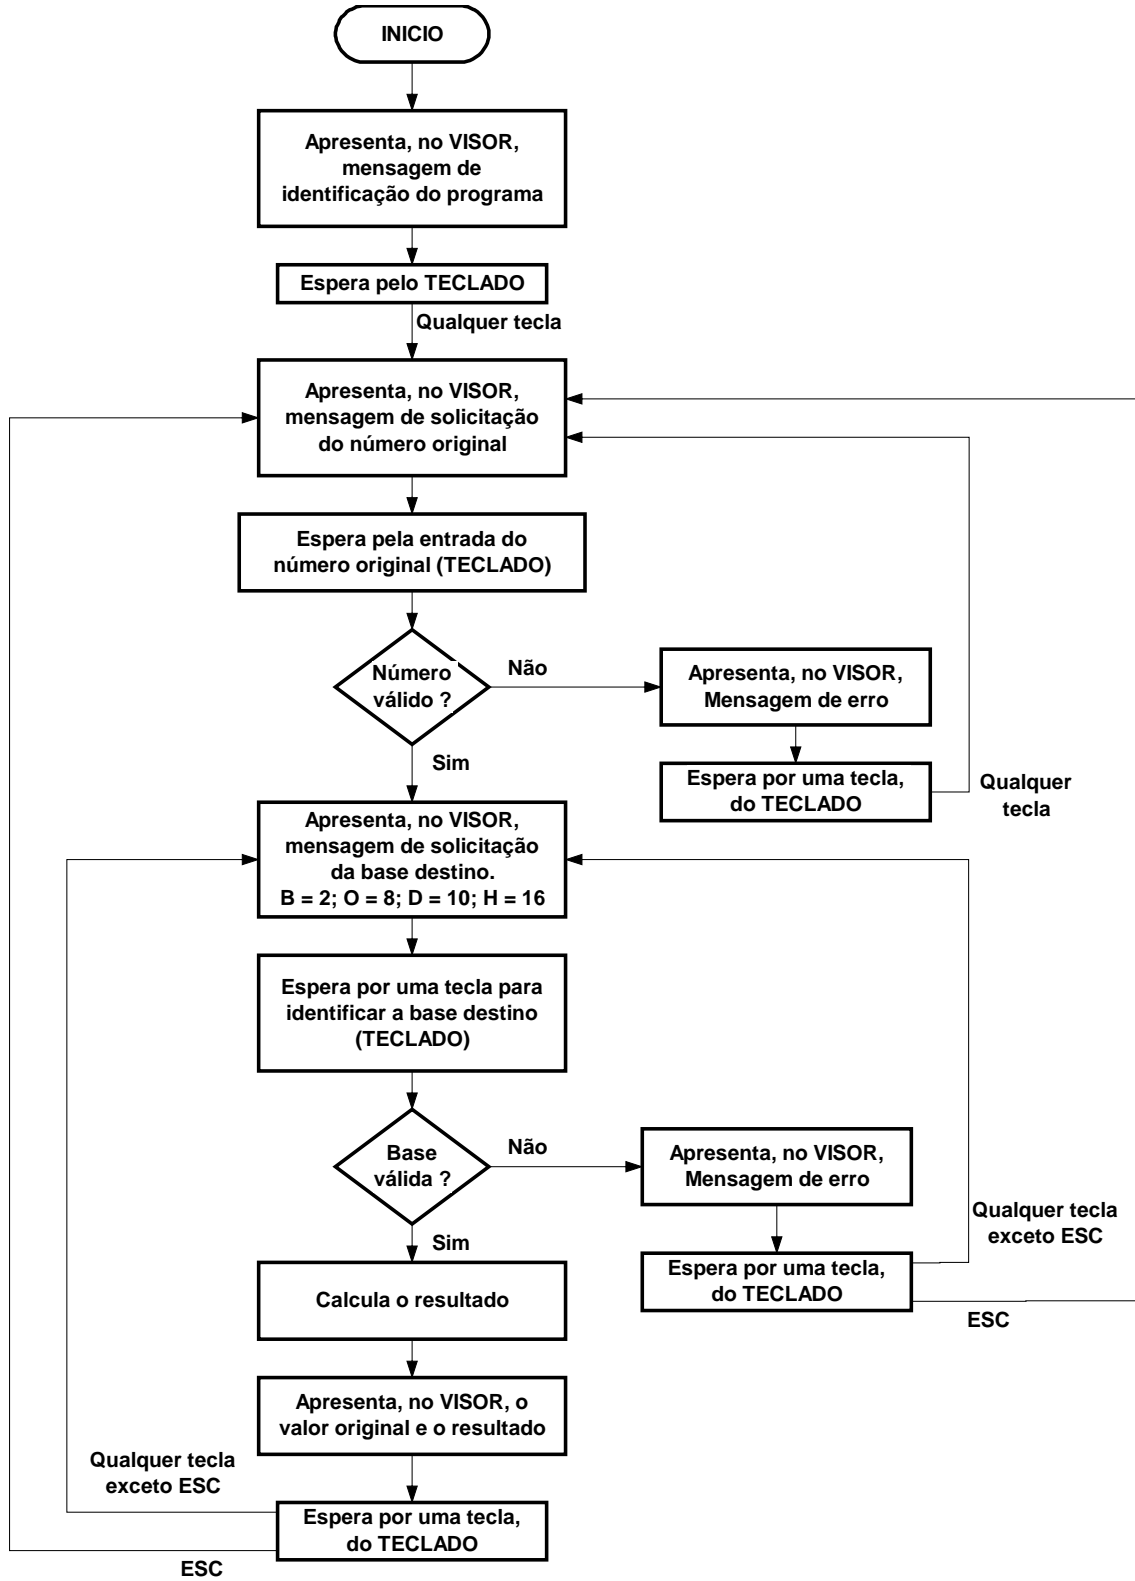 INICIO
Apresenta, no VISOR,
mensagem de
identificação do programa
Espera pelo TECLADO
Qualquer tecla
Apresenta, no VISOR,
mensagem de solicitação
do número original
Espera pela entrada do
número original (TECLADO)
Número
válido ?
Não
Apresenta, no VISOR,
Mensagem de erro
Sim
Espera por uma tecla,
do TECLADO
Qualquer
tecla
Apresenta, no VISOR,
mensagem de solicitação
da base destino.
B = 2; O = 8; D = 10; H = 16
Espera por uma tecla para
identificar a base destino
(TECLADO)
Base
válida ?
Não
Apresenta, no VISOR,
Mensagem de erro
Qualquer tecla
exceto ESC
Sim
Espera por uma tecla,
do TECLADO
ESC
Calcula o resultado
Apresenta, no VISOR, o
valor original e o resultado
Qualquer tecla
exceto ESC
Espera por uma tecla,
do TECLADO
ESC